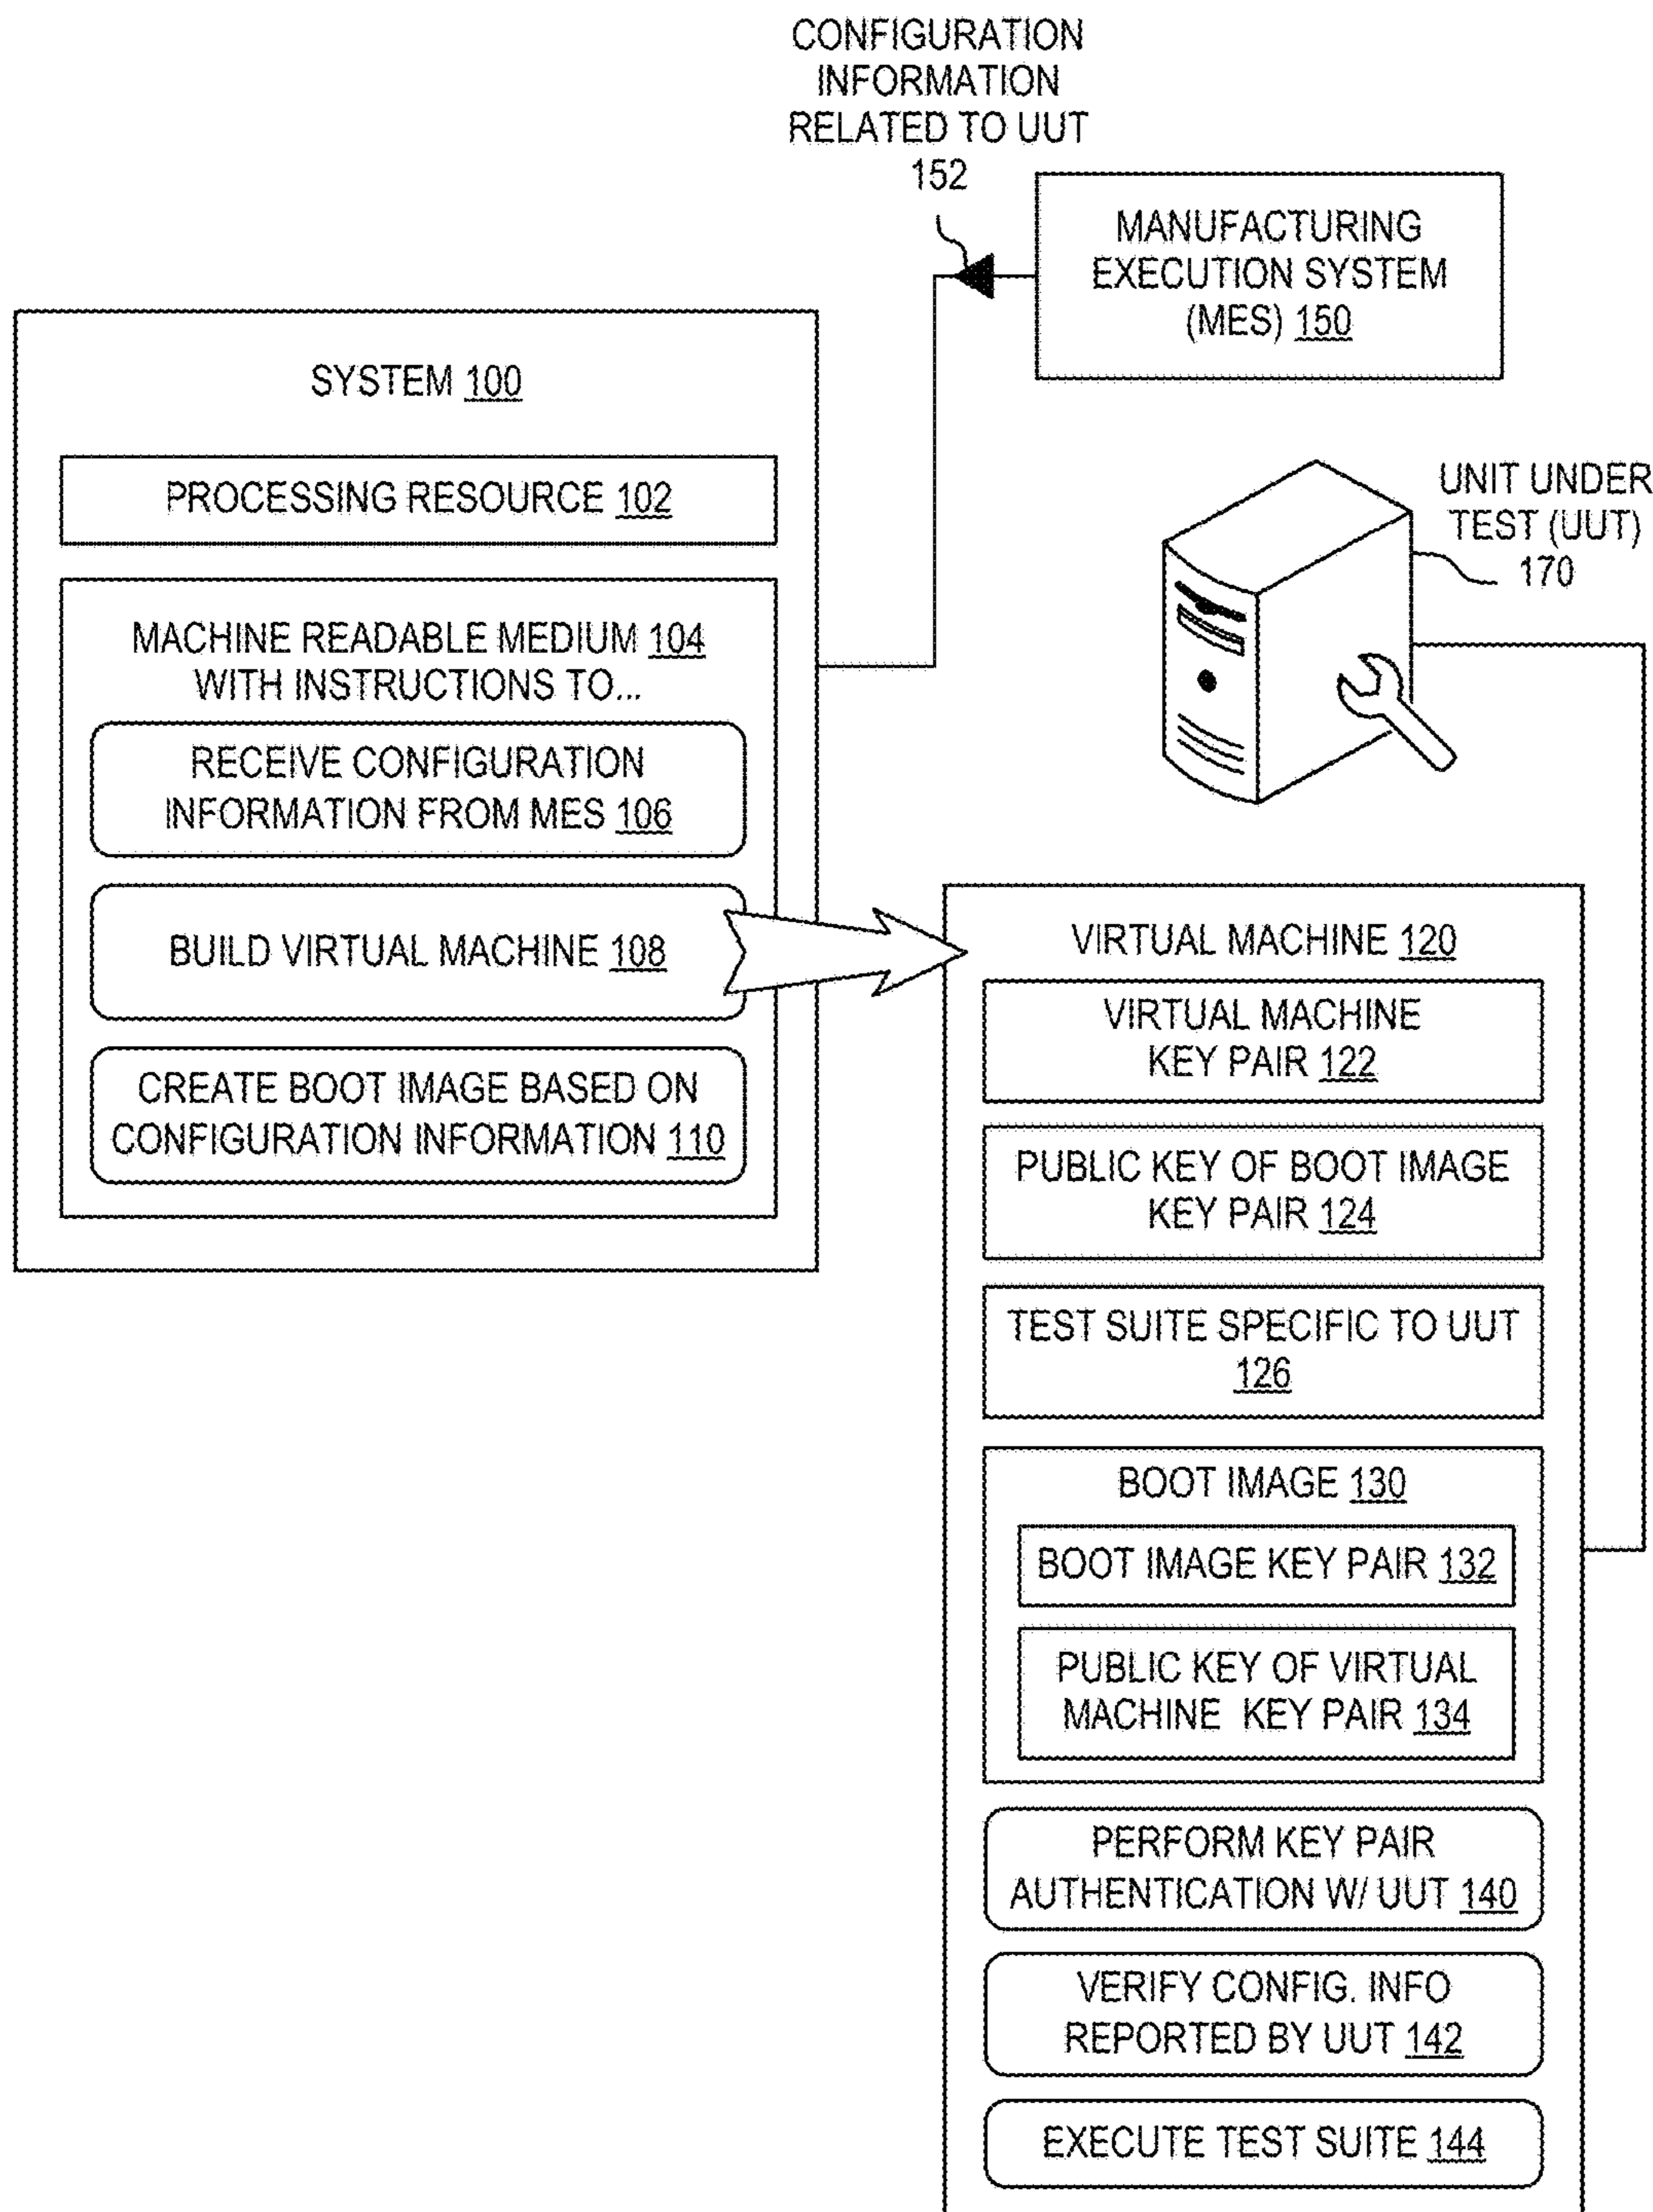 CONFIGURATION
INFORMATION
RELATED TO UUT
152
MANUFACTURING
EXECUTION SYSTEM
(MES) 150
SYSTEM 100
PROCESSING RESOURCE 102
MACHINE READABLE MEDIUM 104
WITH INSTRUCTIONS TO...
RECEIVE CONFIGURATION
INFORMATION FROM MES 106
BUILD VIRTUAL MACHINE 108
CREATE BOOT IMAGE BASED ON
CONFIGURATION INFORMATION 110
UNIT UNDER
TEST (UUT)
170
VIRTUAL MACHINE 120
VIRTUAL MACHINE
KEY PAIR 122
PUBLIC KEY OF BOOT IMAGE
KEY PAIR 124
TEST SUITE SPECIFIC TO UUT
126
BOOT IMAGE 130
BOOT IMAGE KEY PAIR 132
PUBLIC KEY OF VIRTUAL
MACHINE KEY PAIR 134
PERFORM KEY PAIR
AUTHENTICATION W/ UUT 140
VERIFY CONFIG. INFO
REPORTED BY UUT 142
EXECUTE TEST SUITE 144